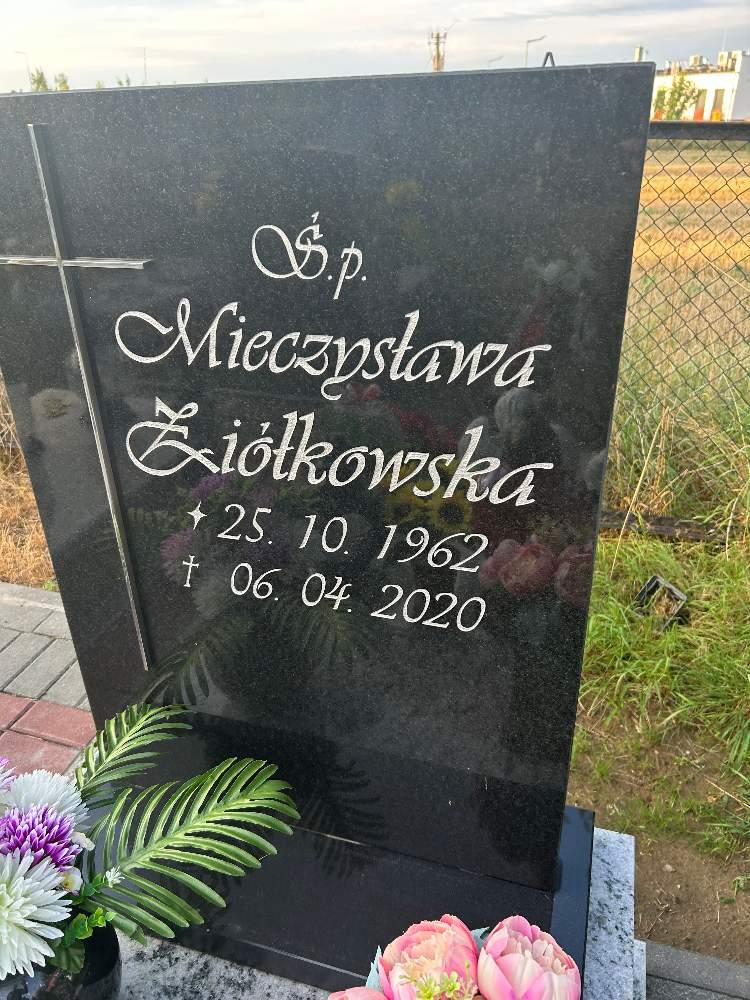 Ś.p.
Mieczysława
Ziółkowska
25. 10. 1962
06. 04. 2020